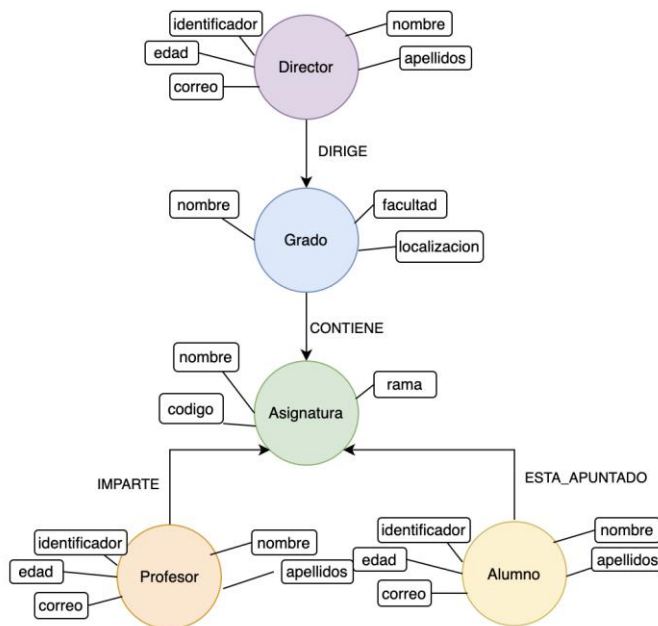 identificador
nombre
edad
Director
apellidos
correo
DIRIGE
nombre
facultad
Grado
localizacion
CONTIENE
nombre
rama
codigo
Asignatura
IMPARTE
ESTA_APUNTADO
identificador
nombre
edad
Profesor
apellidos
correo
identificador
nombre
edad
Alumno
apellidos
correo